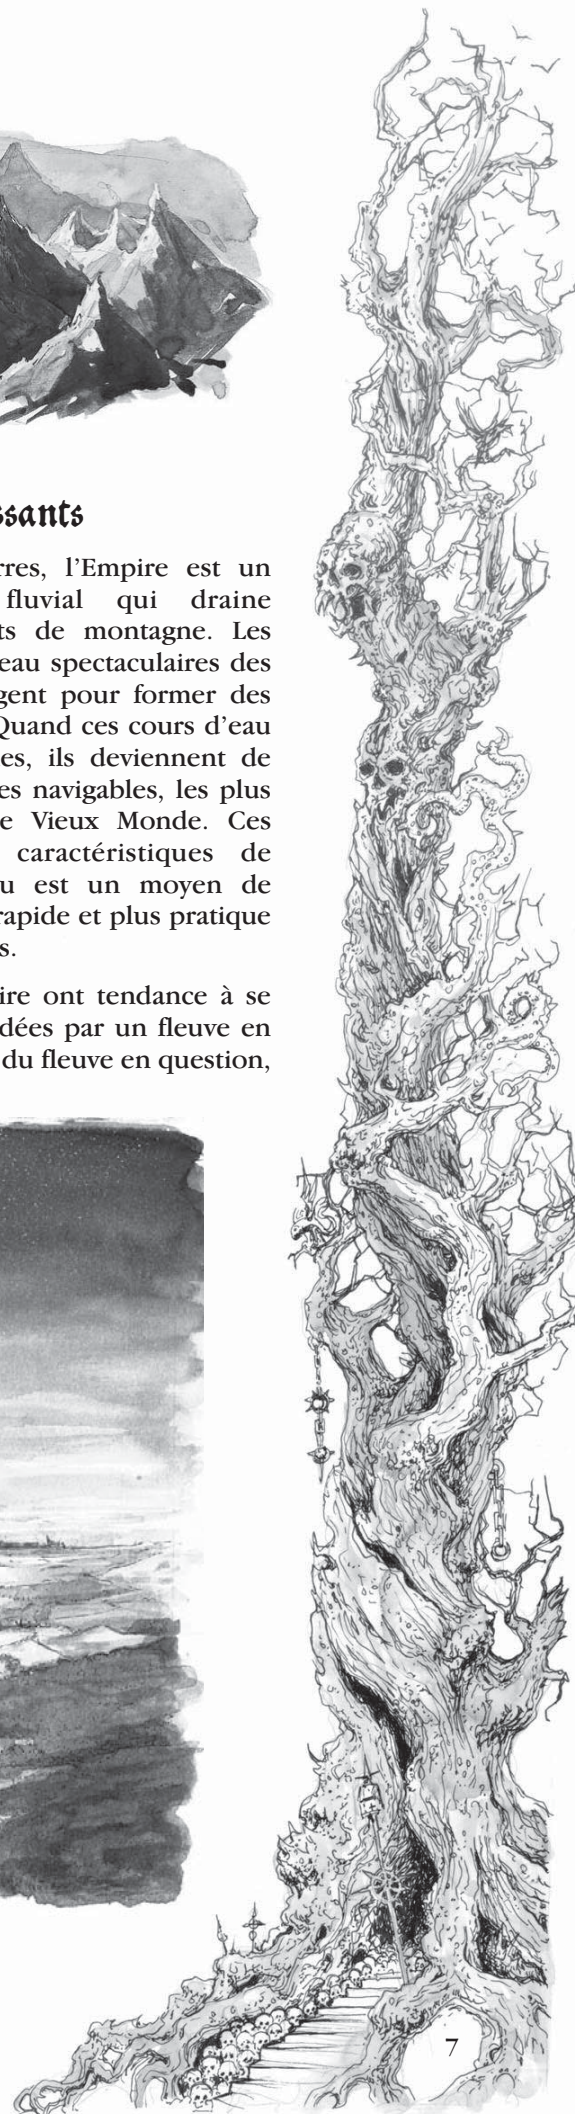 ssants
rres, l'Empire est un
fluvial qui draine
ts de montagne. Les
eau spectaculaires des
gent pour former des
Quand ces cours d'eau
es, ils deviennent de
es navigables, les plus
e Vieux Monde. Ces
caractéristiques de
u est un moyen de
rapide et plus pratique
s.
ire ont tendance à se
dées par un fleuve en
du fleuve en question,
7